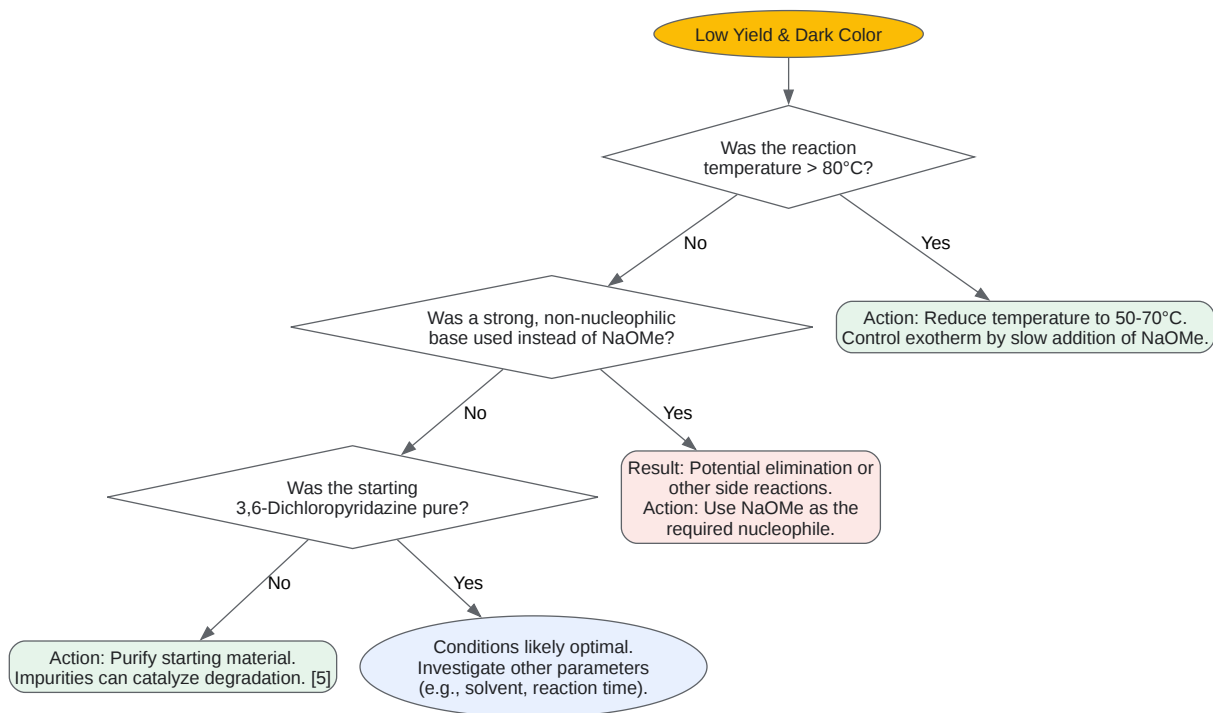 Low Yield & Dark Color
Was the reaction
temperature > 80°C?
No
Yes
Was a strong, non-nucleophilic
base used instead of NaOMe?
Action: Reduce temperature to 50-70°C.
Control exotherm by slow addition of NaOMe.
No
Yes
Was the starting
3,6-Dichloropyridazine pure?
Result: Potential elimination or
other side reactions.
Action: Use NaOMe as the
required nucleophile.
No
Yes
Action: Purify starting material.
Impurities can catalyze degradation. [5]
Conditions likely optimal.
Investigate other parameters
(e.g., solvent, reaction time).